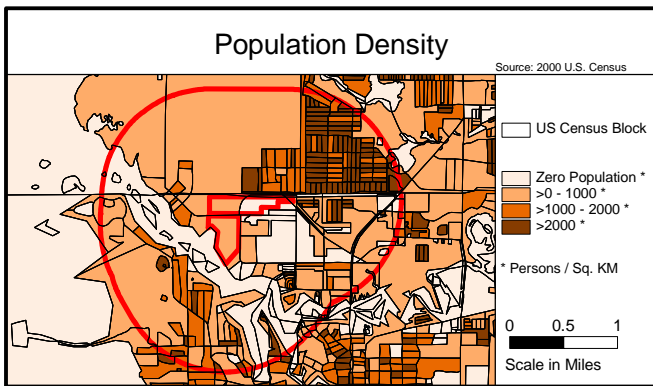 Population Density
Source: 2000 U.S. Census
US Census Block
Zero Population *
>0 - 1000 *
>1000 - 2000 *
>2000 *
* Persons / Sq. KM
0 0.5 1
Scale in Miles